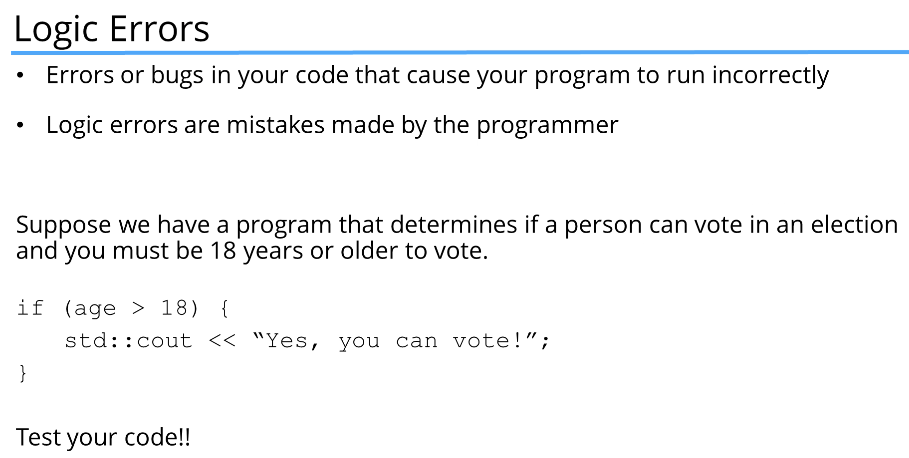 Logic Errors
• Errors or bugs in your code that cause your program to run incorrectly
• Logic errors are mistakes made by the programmer
Suppose we have a program that determines if a person can vote in an election
and you must be 18 years or older to vote.
if (age > 18) {
    std::cout << “Yes, you can vote!”;
}
Test your code!!